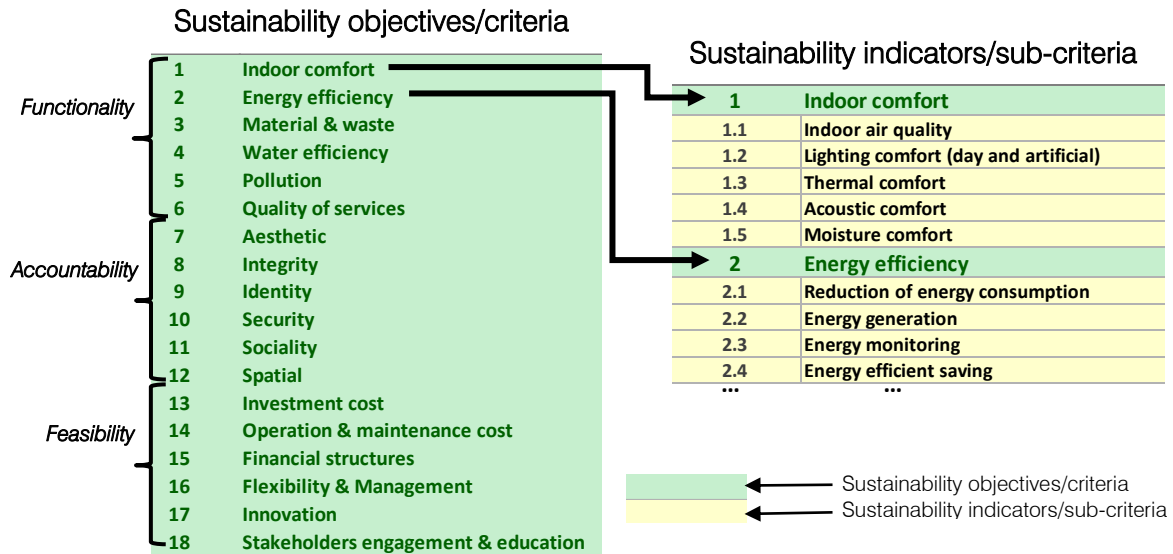 Sustainability objectives/criteria
Functionality
1 Indoor comfort
2 Energy efficiency
3 Material & waste
4 Water efficiency
5 Pollution
6 Quality of services
Accountability
7 Aesthetic
8 Integrity
9 Identity
10 Security
11 Sociality
12 Spatial
Feasibility
13 Investment cost
14 Operation & maintenance cost
15 Financial structures
16 Flexibility & Management
17 Innovation
18 Stakeholders engagement & education
Sustainability indicators/sub-criteria
1 Indoor comfort
1.1 Indoor air quality
1.2 Lighting comfort (day and artificial)
1.3 Thermal comfort
1.4 Acoustic comfort
1.5 Moisture comfort
2 Energy efficiency
2.1 Reduction of energy consumption
2.2 Energy generation
2.3 Energy monitoring
2.4 Energy efficient saving
... ...
Sustainability objectives/criteria
Sustainability indicators/sub-criteria